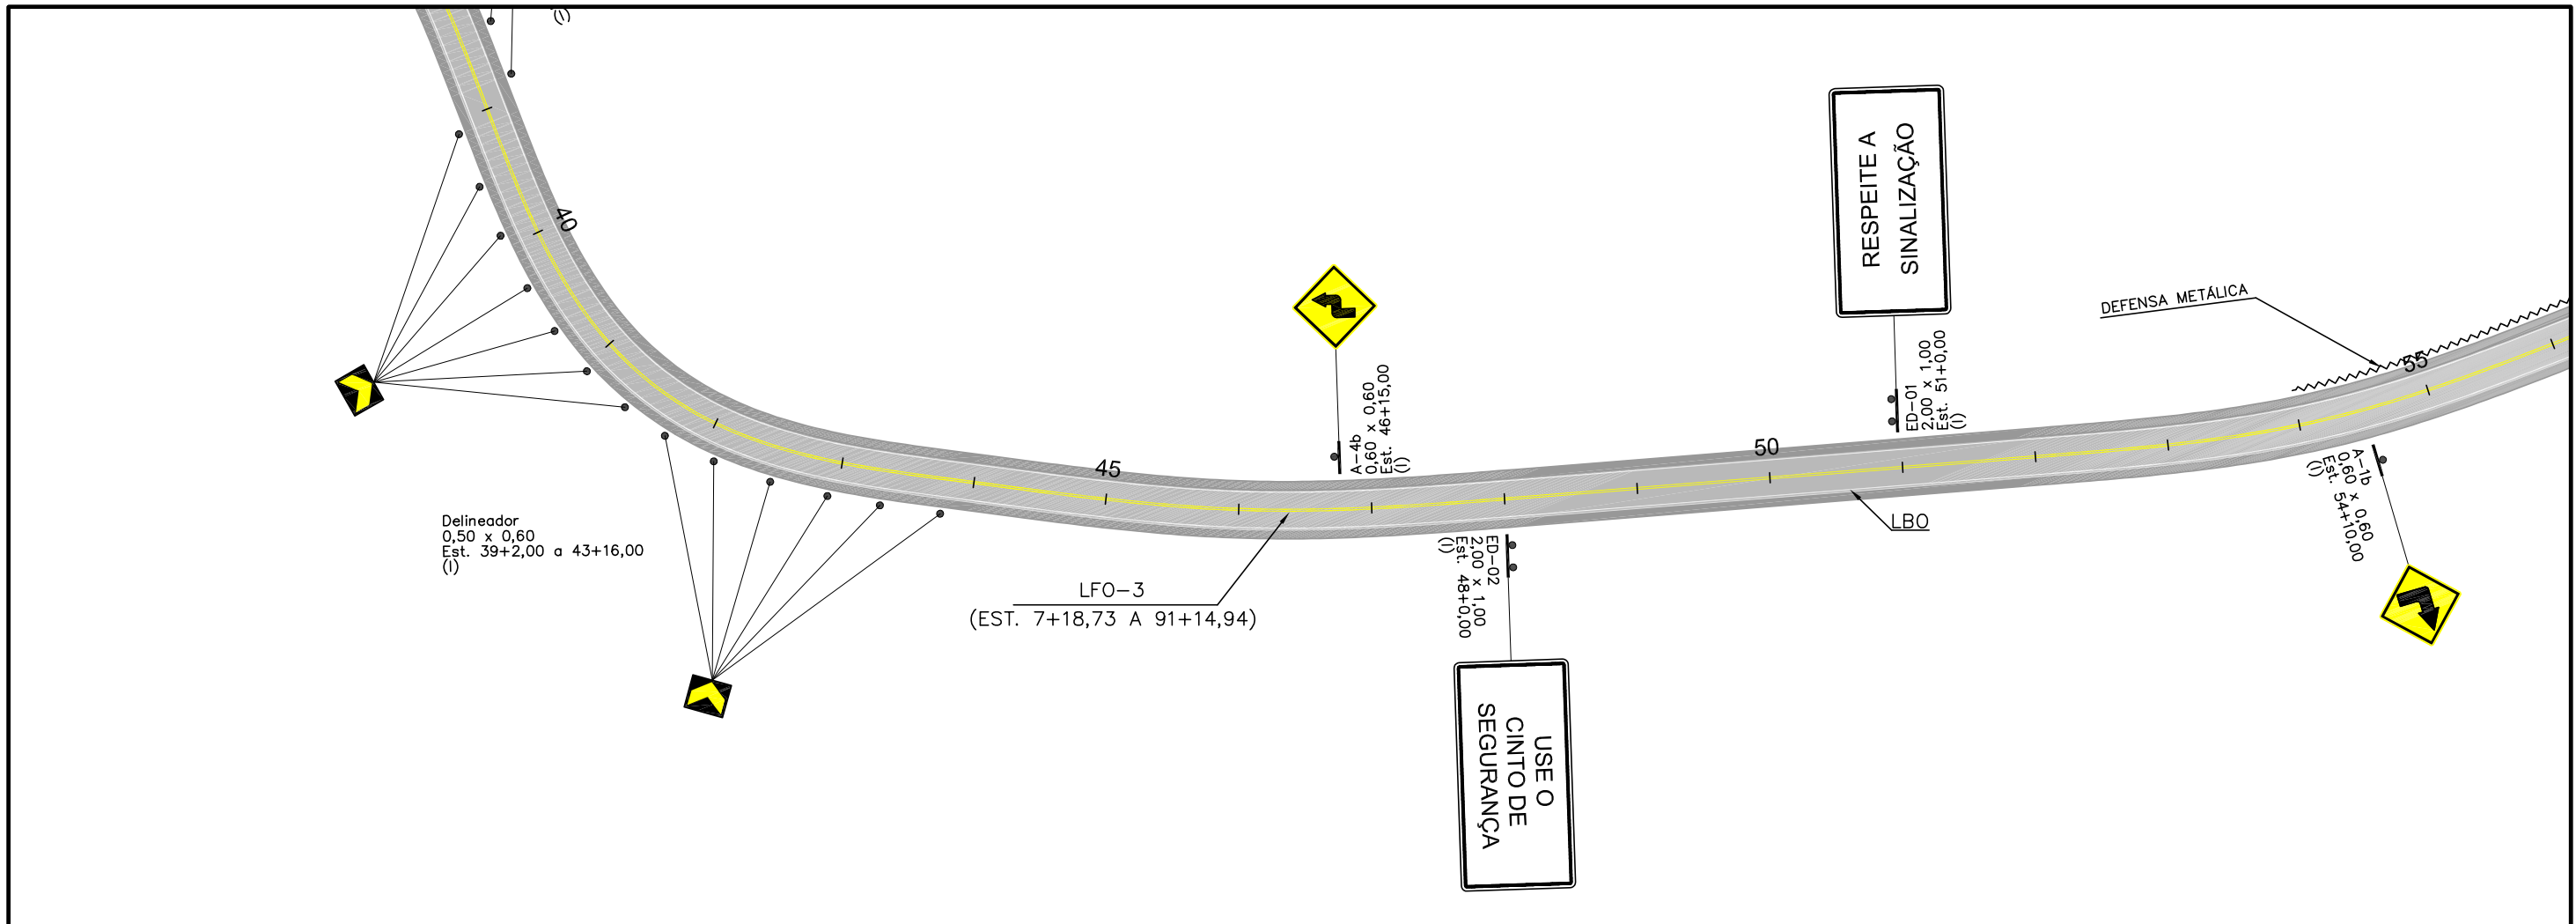 (I)
40
Delineador
0,50 x 0,60
Est. 39+2,00 a 43+16,00
(I)
45
LFO-3
(EST. 7+18,73 A 91+14,94)
A-4b
0,60 x 0,60
Est. 46+15,00
(I)
ED-02
2,00 x 1,00
Est. 48+0,00
(I)
USE O
CINTO DE
SEGURANÇA
50
RESPEITE A
SINALIZAÇÃO
ED-01
2,00 x 1,00
Est. 51+0,00
(I)
LBO
DEFENSA METÁLICA
55
A-1b
0,60 x 0,60
Est. 54+10,00
(I)